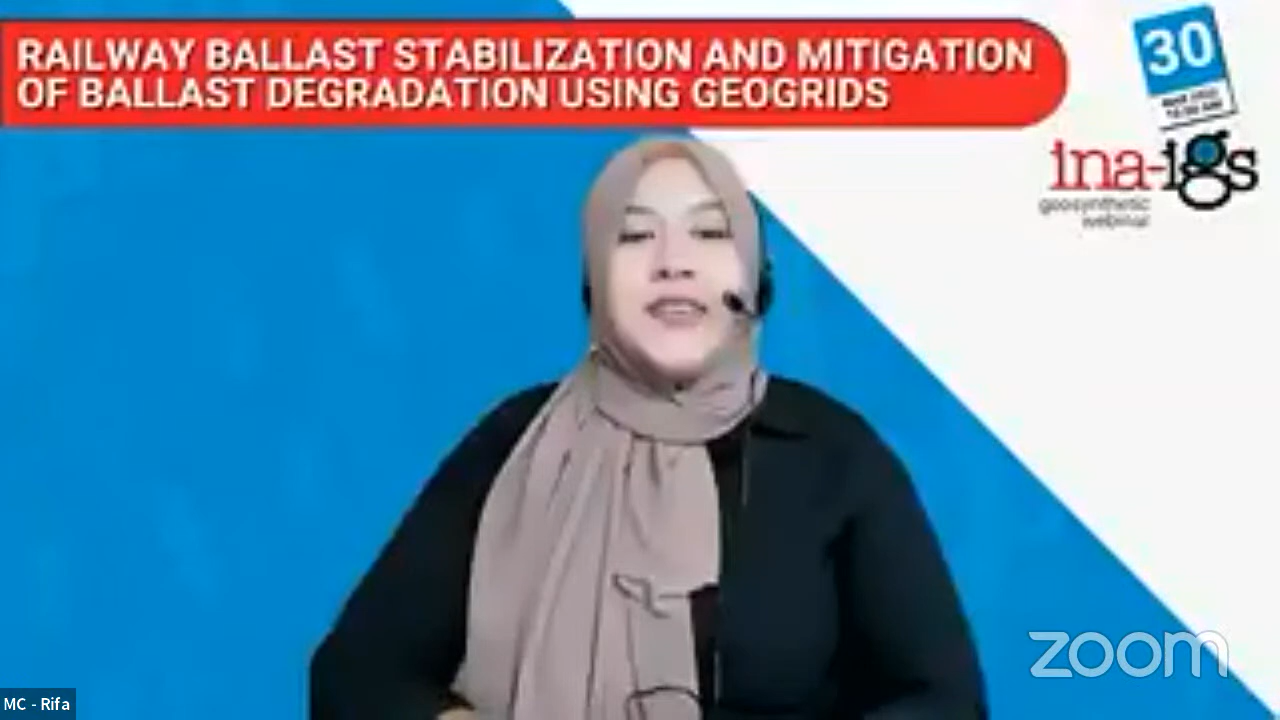 RAILWAY BALLAST STABILIZATION AND MITIGATION
OF BALLAST DEGRADATION USING GEOGRIDS
30
ina-igs
geosynthetic
webinar
zoom
MC - Rifa